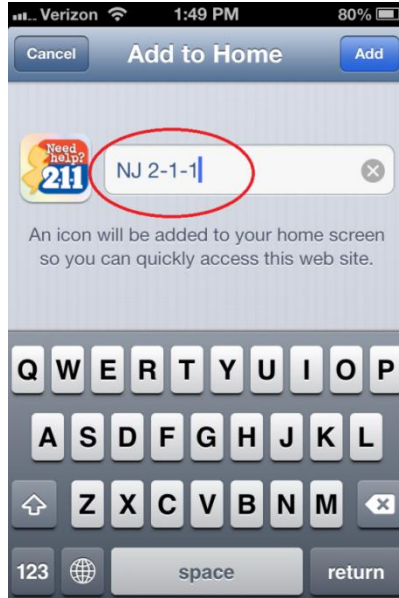 Verizon 1:49 PM 80%
Cancel Add to Home Add
Need
help?
211
NJ 2-1-1
An icon will be added to your home screen
so you can quickly access this web site.
Q W E R T Y U I O P
A S D F G H J K L
Z X C V B N M
123 space return